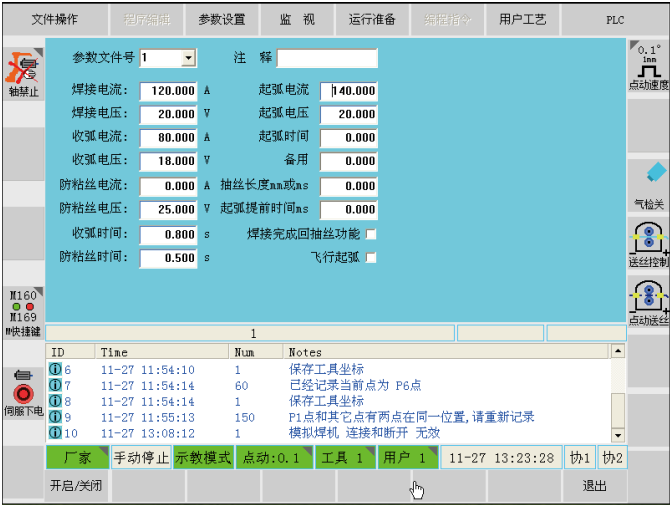 文件操作 程序编辑 参数设置 监 视 运行准备 编程指令 用户工艺 PLC
轴禁止
参数文件号 1 注 释
焊接电流: 120.000 A 起弧电流 140.000
焊接电压: 20.000 V 起弧电压 20.000
收弧电流: 80.000 A 起弧时间 0.000
收弧电压: 18.000 V 备用 0.000
防粘丝电流: 0.000 A 抽丝长度mm或ms 0.000
防粘丝电压: 25.000 V 起弧提前时间ms 0.000
收弧时间: 0.800 s 焊接完成回抽丝功能
防粘丝时间: 0.500 s 飞行起弧
0.1°
1mm
点动速度
气检关
送丝控制
点动送丝
M160
M169
M快捷键
伺服下电
1
ID Time Num Notes
6 11-27 11:54:10 1 保存工具坐标
7 11-27 11:54:14 60 已经记录当前点为 P6点
8 11-27 11:54:14 1 保存工具坐标
9 11-27 11:55:13 150 P1点和其它点有两点在同一位置,请重新记录
10 11-27 13:08:12 1 模拟焊机 连接和断开 无效
厂家 手动停止 示教模式 点动:0.1 工具 1 用户 1 11-27 13:23:28 协1 协2
开启/关闭 退出